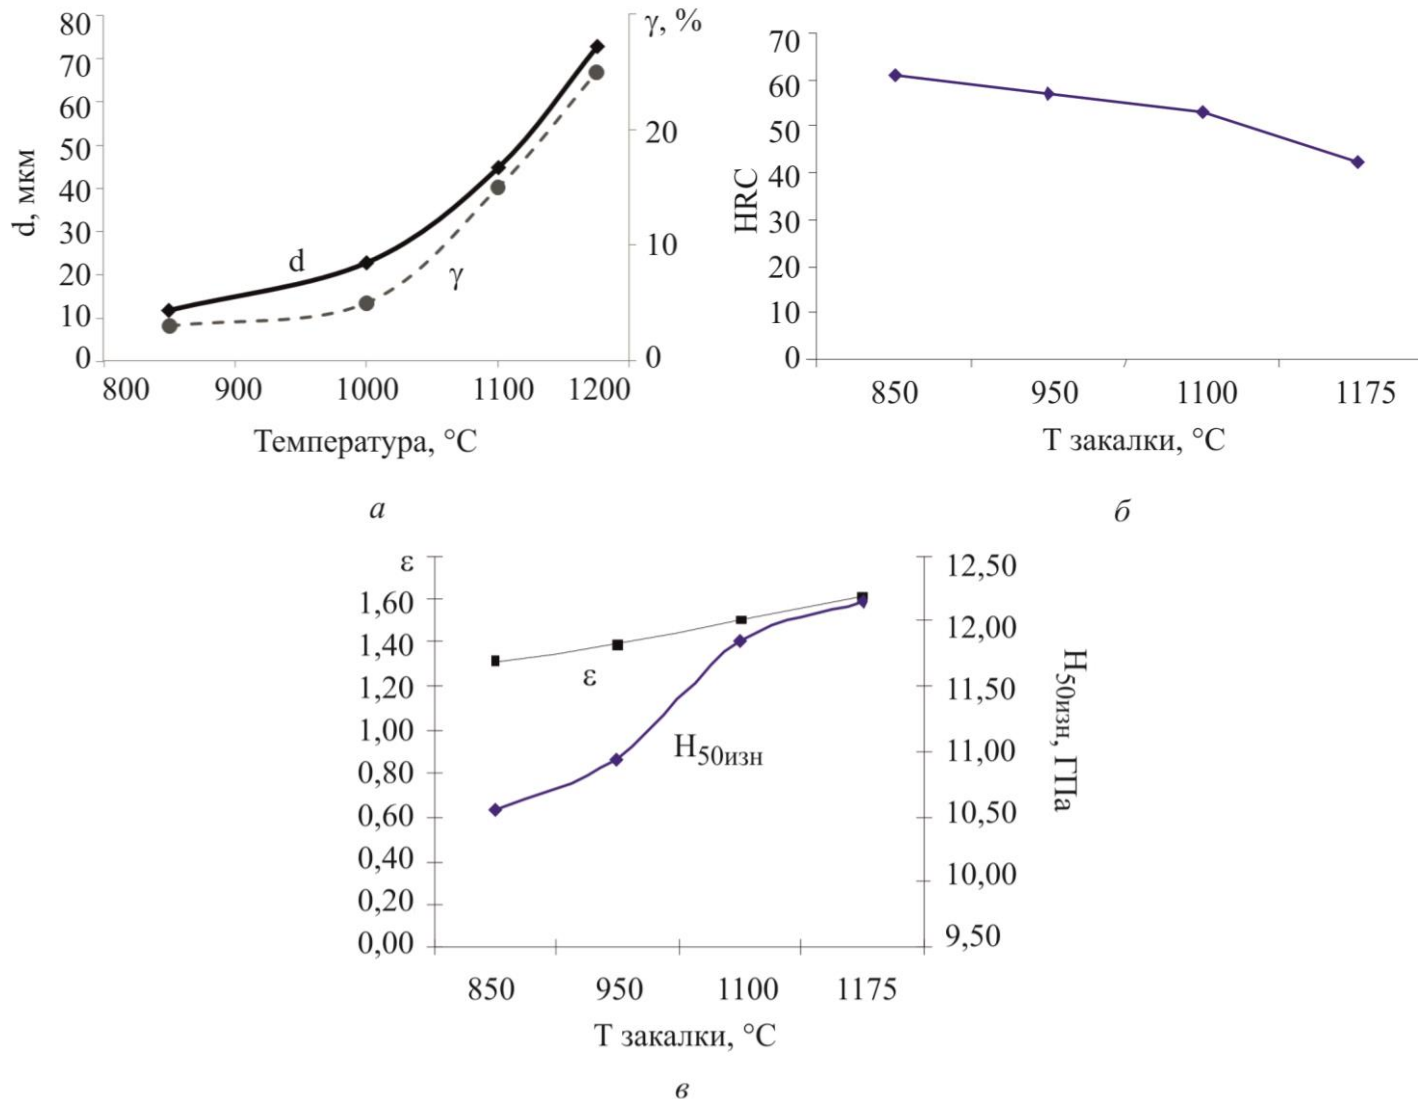 80
70
60
50
40
30
20
10
0
d, мкм
γ, %
20
10
0
d
γ
800 900 1000 1100 1200
Температура, °С
а
70
60
50
40
30
20
10
0
HRC
850 950 1100 1175
Т закалки, °С
б
ε
1,60
1,40
1,20
1,00
0,80
0,60
0,40
0,20
0,00
12,50
12,00
11,50
11,00
10,50
10,00
9,50
H50изн, ГПа
ε
H50изн
850 950 1100 1175
Т закалки, °С
в